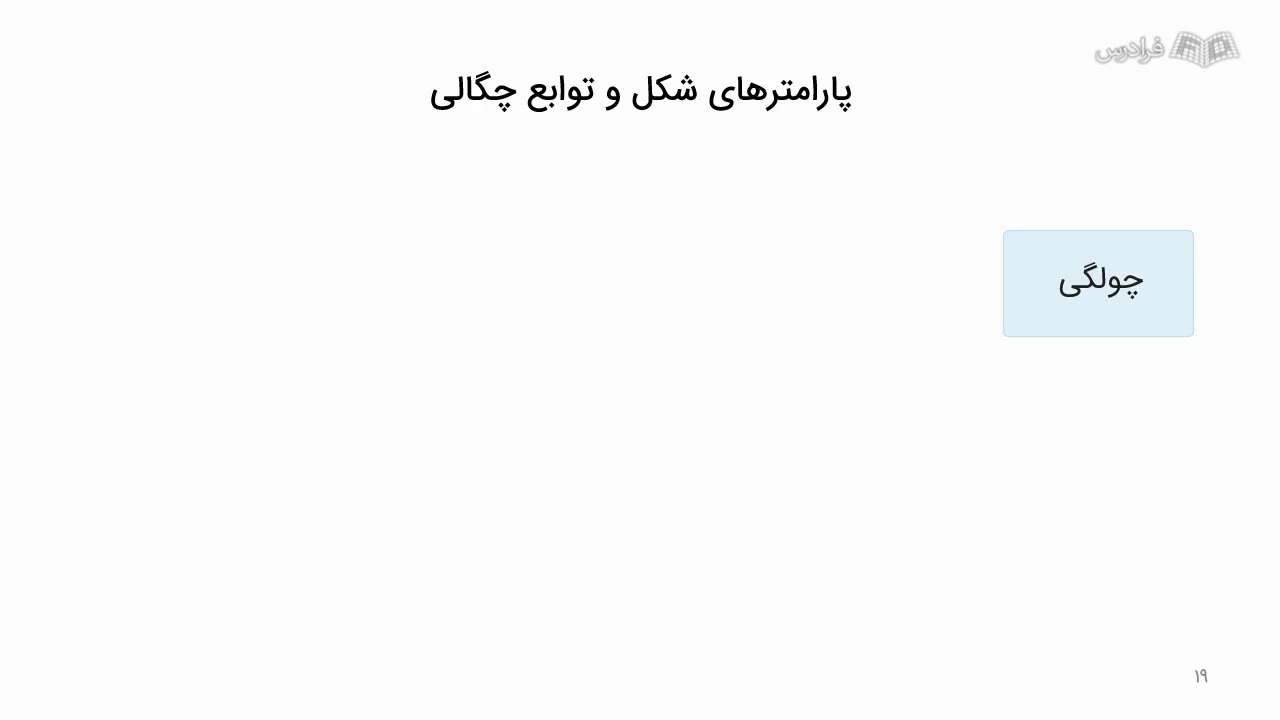 فرادرس
پارامترهای شکل و توابع چگالی
چولگی
۱۹